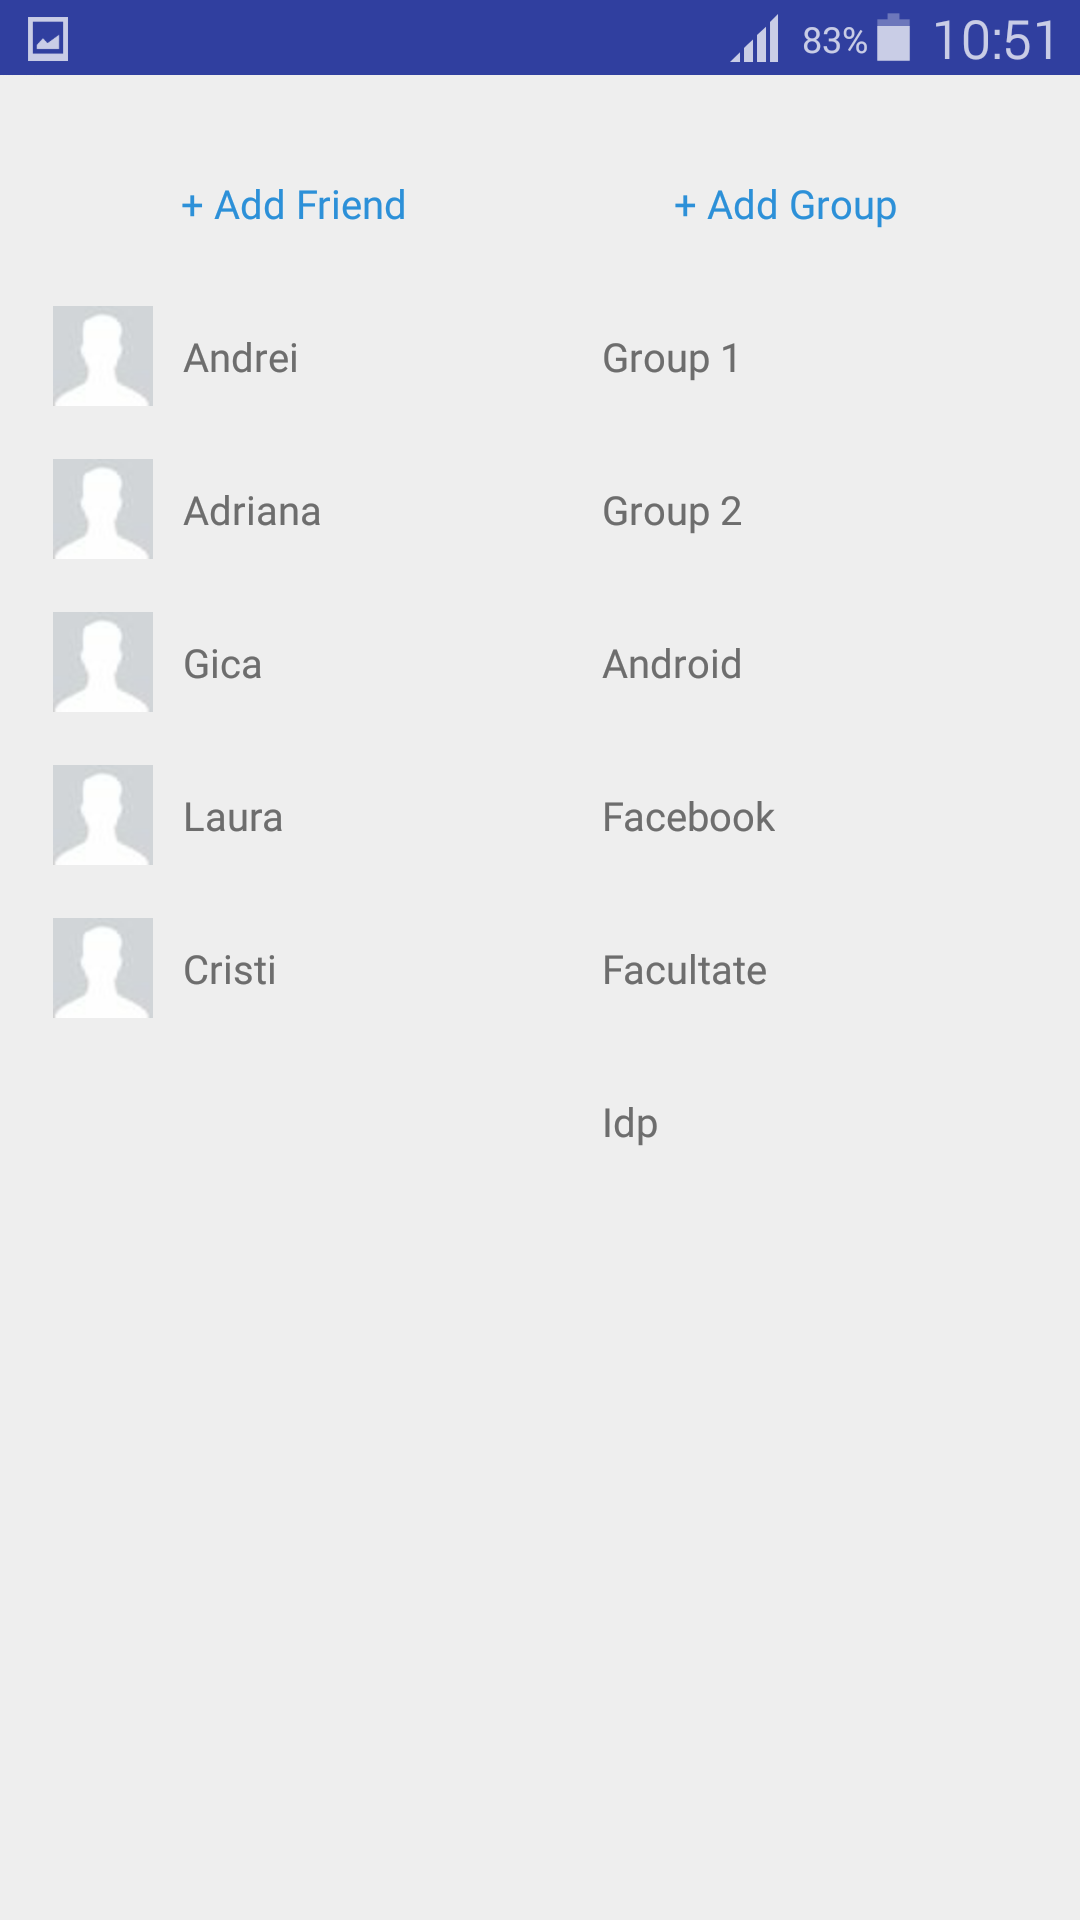 83% 10:51
+ Add Friend + Add Group
Andrei Group 1
Adriana Group 2
Gica Android
Laura Facebook
Cristi Facultate
Idp